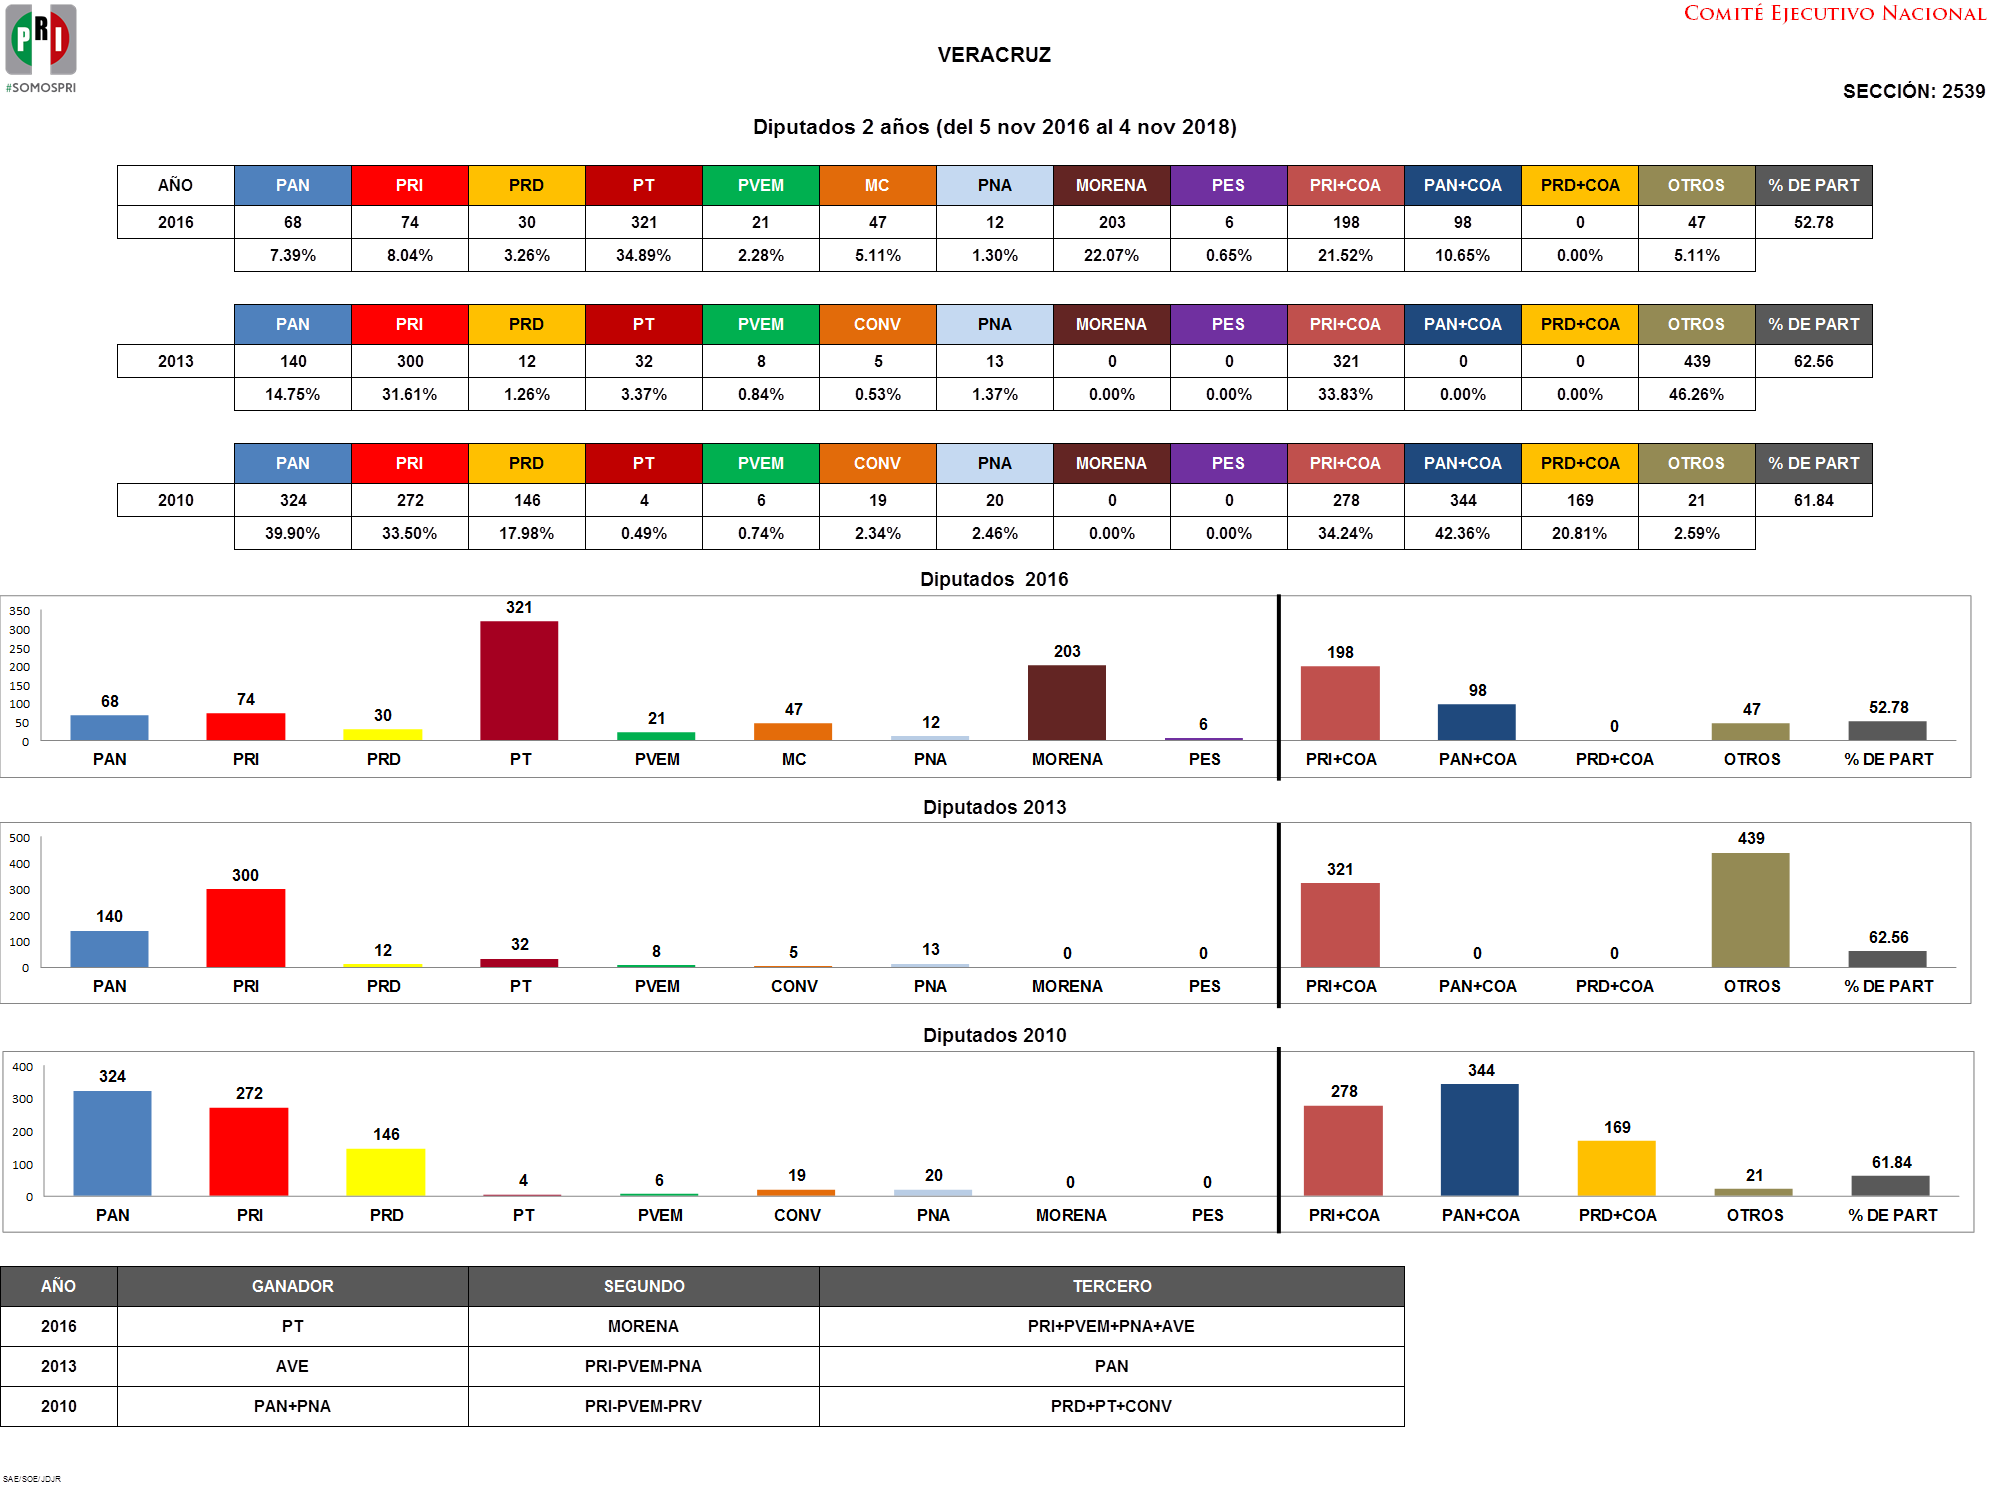 PRI
#SOMOSPRI
COMITÉ EJECUTIVO NACIONAL
VERACRUZ
SECCIÓN: 2539
Diputados 2 años (del 5 nov 2016 al 4 nov 2018)
AÑO PAN PRI PRD PT PVEM MC PNA MORENA PES PRI+COA PAN+COA PRD+COA OTROS % DE PART
2016 68 74 30 321 21 47 12 203 6 198 98 0 47 52.78
7.39% 8.04% 3.26% 34.89% 2.28% 5.11% 1.30% 22.07% 0.65% 21.52% 10.65% 0.00% 5.11%
PAN PRI PRD PT PVEM CONV PNA MORENA PES PRI+COA PAN+COA PRD+COA OTROS % DE PART
2013 140 300 12 32 8 5 13 0 0 321 0 0 439 62.56
14.75% 31.61% 1.26% 3.37% 0.84% 0.53% 1.37% 0.00% 0.00% 33.83% 0.00% 0.00% 46.26%
PAN PRI PRD PT PVEM CONV PNA MORENA PES PRI+COA PAN+COA PRD+COA OTROS % DE PART
2010 324 272 146 4 6 19 20 0 0 278 344 169 21 61.84
39.90% 33.50% 17.98% 0.49% 0.74% 2.34% 2.46% 0.00% 0.00% 34.24% 42.36% 20.81% 2.59%
Diputados 2016
350
300
250
200
150
100
50
0
68 74 30 321 21 47 12 203 6 198 98 0 47 52.78
PAN PRI PRD PT PVEM MC PNA MORENA PES PRI+COA PAN+COA PRD+COA OTROS % DE PART
Diputados 2013
500
400
300
200
100
0
140 300 12 32 8 5 13 0 0 321 0 0 439 62.56
PAN PRI PRD PT PVEM CONV PNA MORENA PES PRI+COA PAN+COA PRD+COA OTROS % DE PART
Diputados 2010
400
300
200
100
0
324 272 146 4 6 19 20 0 0 278 344 169 21 61.84
PAN PRI PRD PT PVEM CONV PNA MORENA PES PRI+COA PAN+COA PRD+COA OTROS % DE PART
AÑO GANADOR SEGUNDO TERCERO
2016 PT MORENA PRI+PVEM+PNA+AVE
2013 AVE PRI-PVEM-PNA PAN
2010 PAN+PNA PRI-PVEM-PRV PRD+PT+CONV
SAE/SOE/JDJR